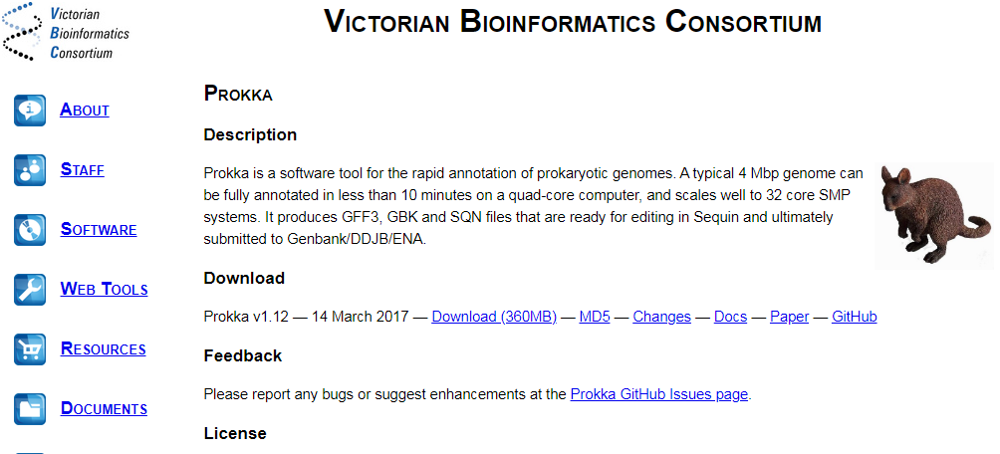 Victorian
Bioinformatics
Consortium
Victorian Bioinformatics Consortium
About
Staff
Software
Web Tools
Resources
Documents
Prokka
Description
Prokka is a software tool for the rapid annotation of prokaryotic genomes. A typical 4 Mbp genome can
be fully annotated in less than 10 minutes on a quad-core computer, and scales well to 32 core SMP
systems. It produces GFF3, GBK and SQN files that are ready for editing in Sequin and ultimately
submitted to Genbank/DDJB/ENA.
Download
Prokka v1.12 — 14 March 2017 — Download (360MB) — MD5 — Changes — Docs — Paper — GitHub
Feedback
Please report any bugs or suggest enhancements at the Prokka GitHub Issues page.
License